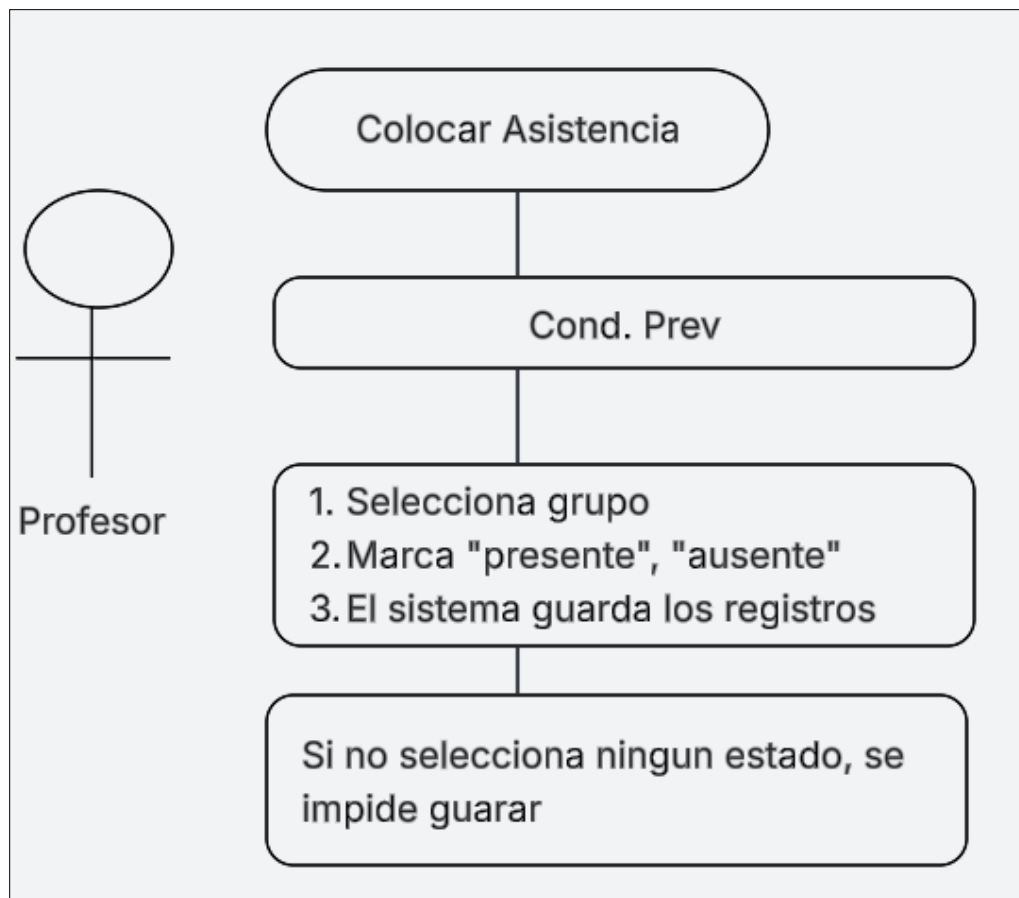 Colocar Asistencia
Cond. Prev
1. Selecciona grupo
2. Marca "presente", "ausente"
3. El sistema guarda los registros
Profesor
Si no selecciona ningun estado, se
impide guarar